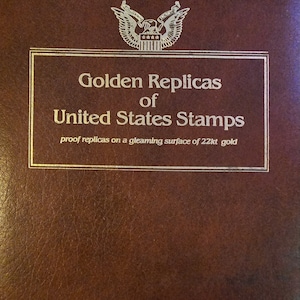 Golden Replicas
of
United States Stamps
proof replicas on a gleaming surface of 22kt gold